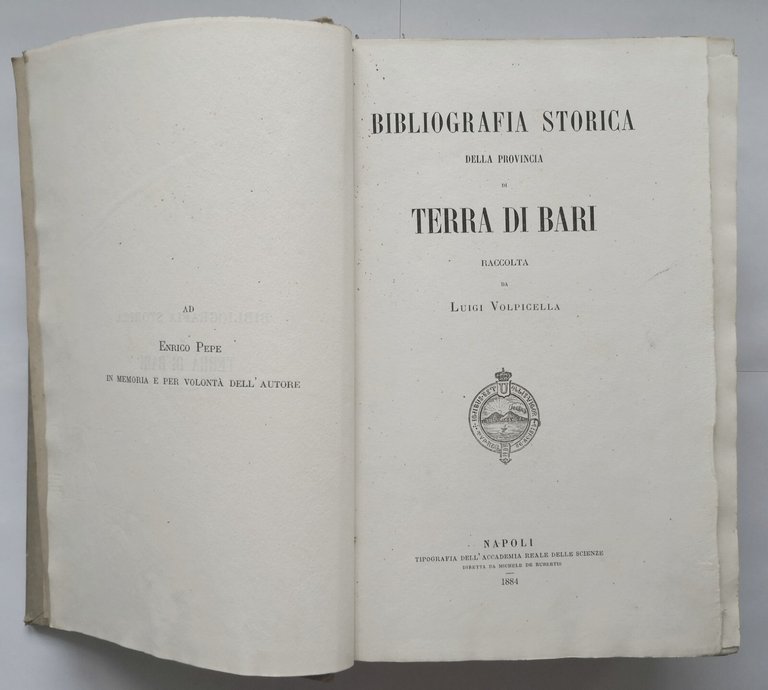 AD
ENRICO PEPE
IN MEMORIA E PER VOLONTÀ DELL' AUTORE
BIBLIOGRAFIA STORICA
DELLA PROVINCIA
DI
TERRA DI BARI
RACCOLTA
DA
LUIGI VOLPICELLA
NAPOLI
TIPOGRAFIA DELL'ACCADEMIA REALE DELLE SCIENZE
DIRETTA DA MICHELE DE RUBERTIS
1884